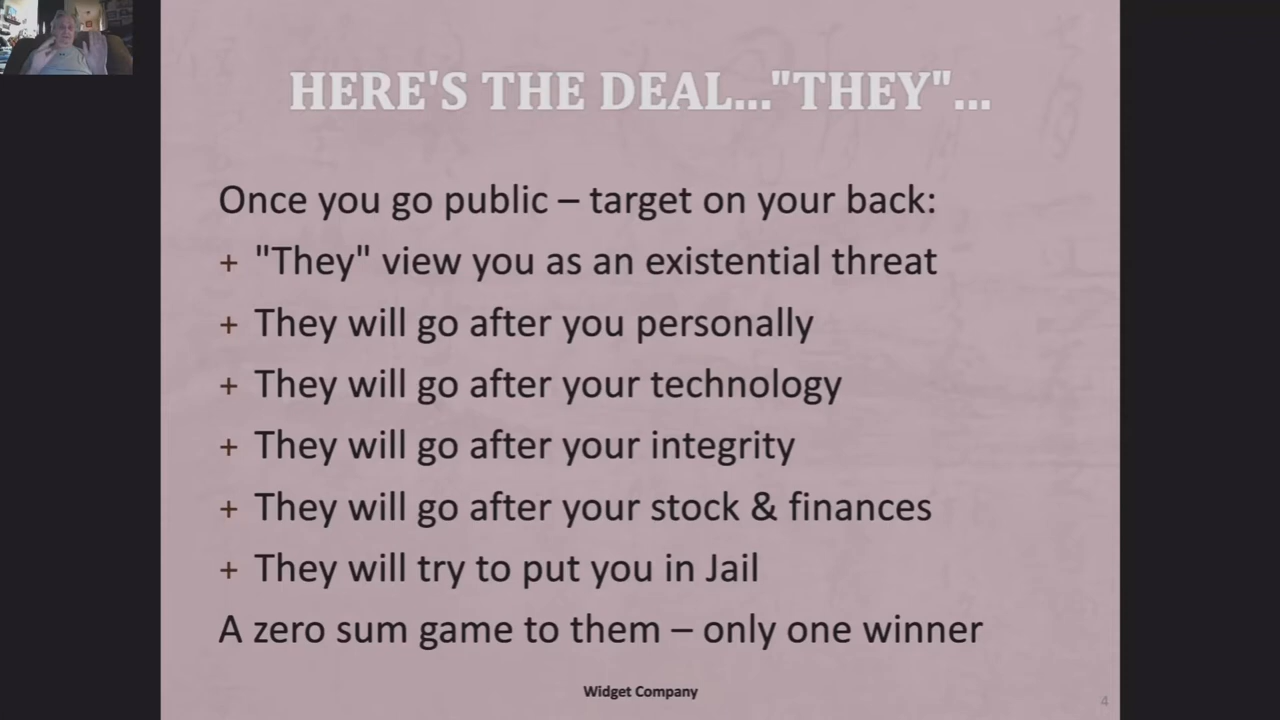 HERE'S THE DEAL..."THEY"...
Once you go public – target on your back:
+ "They" view you as an existential threat
+ They will go after you personally
+ They will go after your technology
+ They will go after your integrity
+ They will go after your stock & finances
+ They will try to put you in Jail
A zero sum game to them – only one winner
Widget Company
4